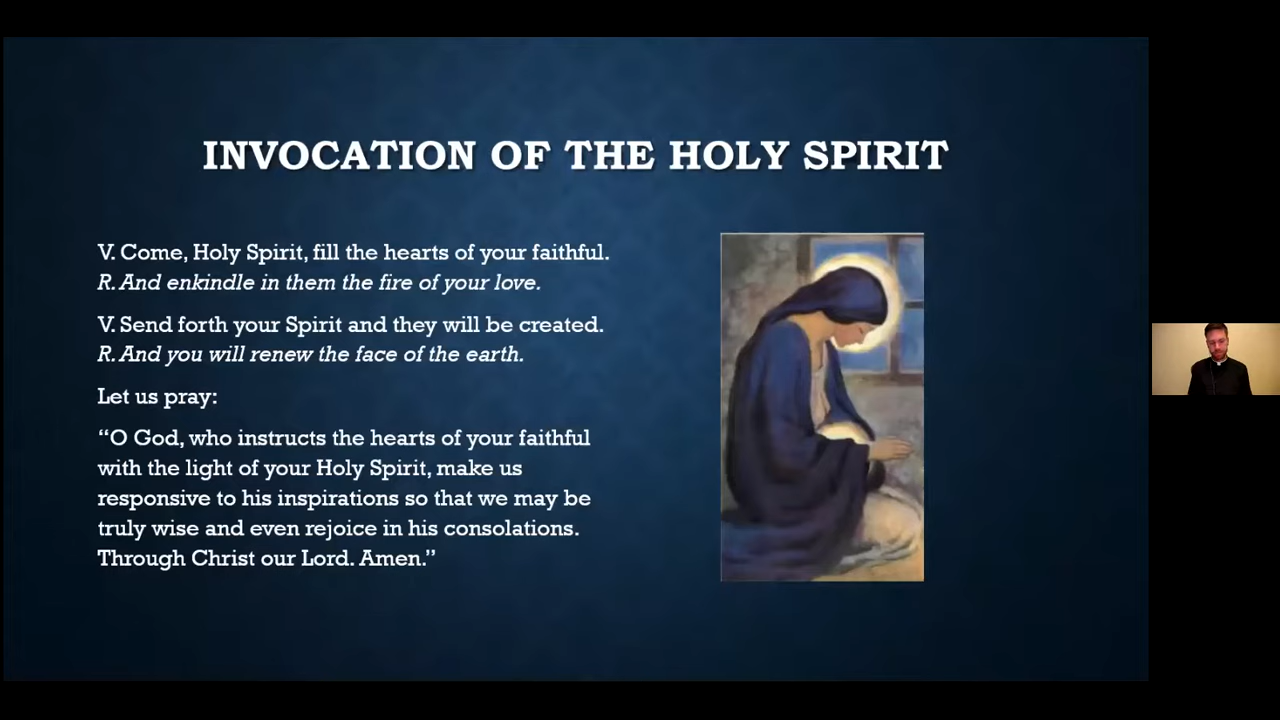 INVOCATION OF THE HOLY SPIRIT
V. Come, Holy Spirit, fill the hearts of your faithful.
R. And enkindle in them the fire of your love.
V. Send forth your Spirit and they will be created.
R. And you will renew the face of the earth.
Let us pray:
“O God, who instructs the hearts of your faithful
with the light of your Holy Spirit, make us
responsive to his inspirations so that we may be
truly wise and even rejoice in his consolations.
Through Christ our Lord. Amen.”